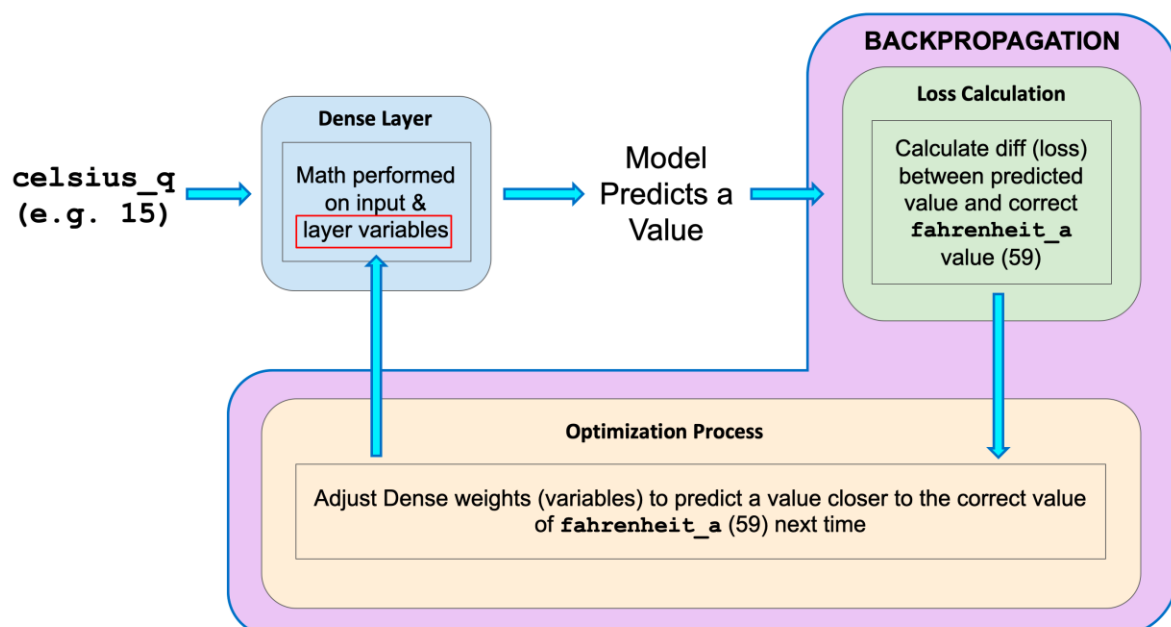 BACKPROPAGATION
celsius_q
(e.g. 15)
Dense Layer
Math performed
on input &
layer variables
Model
Predicts a
Value
Loss Calculation
Calculate diff (loss)
between predicted
value and correct
fahrenheit_a
value (59)
Optimization Process
Adjust Dense weights (variables) to predict a value closer to the correct value
of fahrenheit_a (59) next time